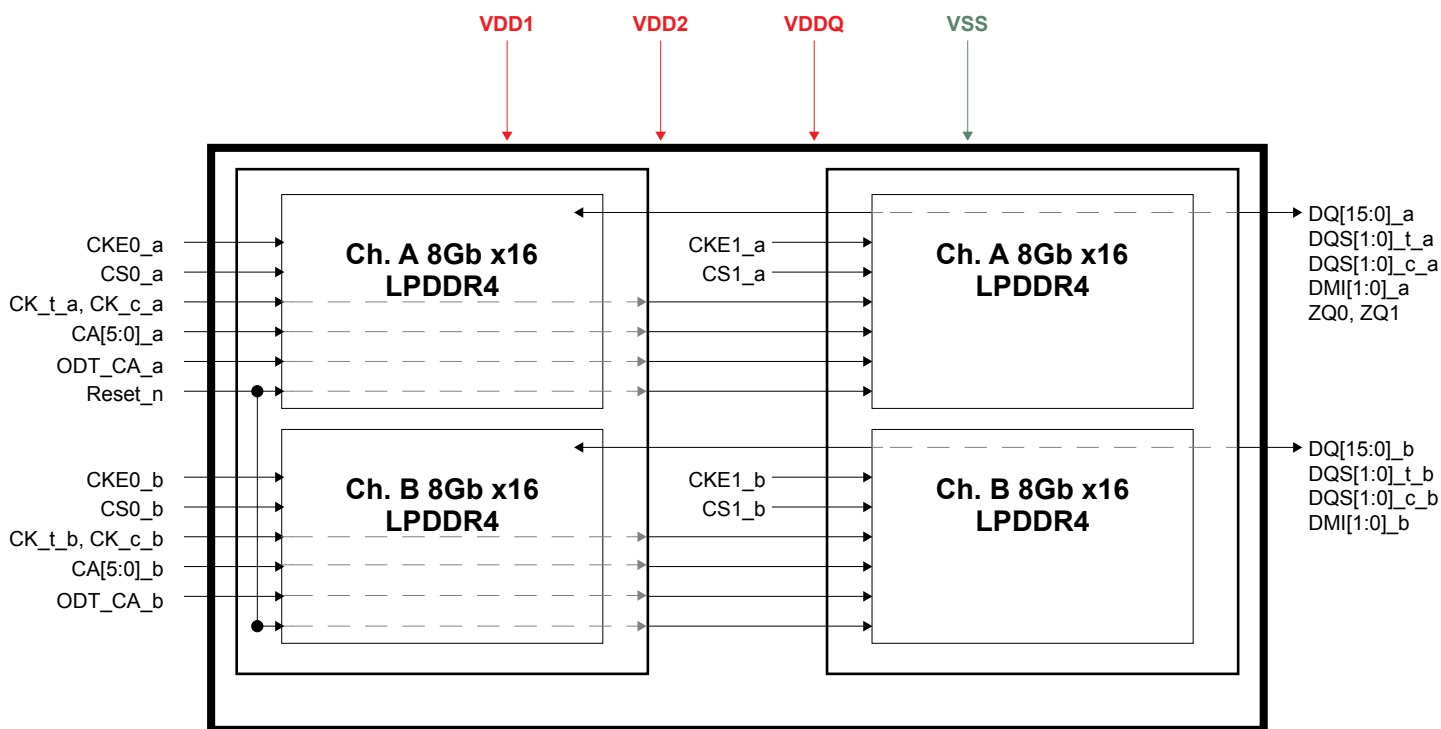 VDD1
VDD2
VDDQ
VSS
CKE0_a
CS0_a
CK_t_a, CK_c_a
CA[5:0]_a
ODT_CA_a
Reset_n
Ch. A 8Gb x16
LPDDR4
CKE1_a
CS1_a
Ch. A 8Gb x16
LPDDR4
DQ[15:0]_a
DQS[1:0]_t_a
DQS[1:0]_c_a
DMI[1:0]_a
ZQ0, ZQ1
CKE0_b
CS0_b
CK_t_b, CK_c_b
CA[5:0]_b
ODT_CA_b
Ch. B 8Gb x16
LPDDR4
CKE1_b
CS1_b
Ch. B 8Gb x16
LPDDR4
DQ[15:0]_b
DQS[1:0]_t_b
DQS[1:0]_c_b
DMI[1:0]_b